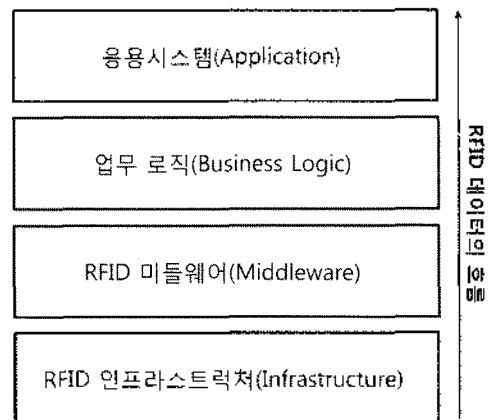 응용시스템(Application)
업무 로직(Business Logic)
RFID 미들웨어(Middleware)
RFID 인프라스트럭쳐(Infrastructure)
RFID 데이터의 흐름